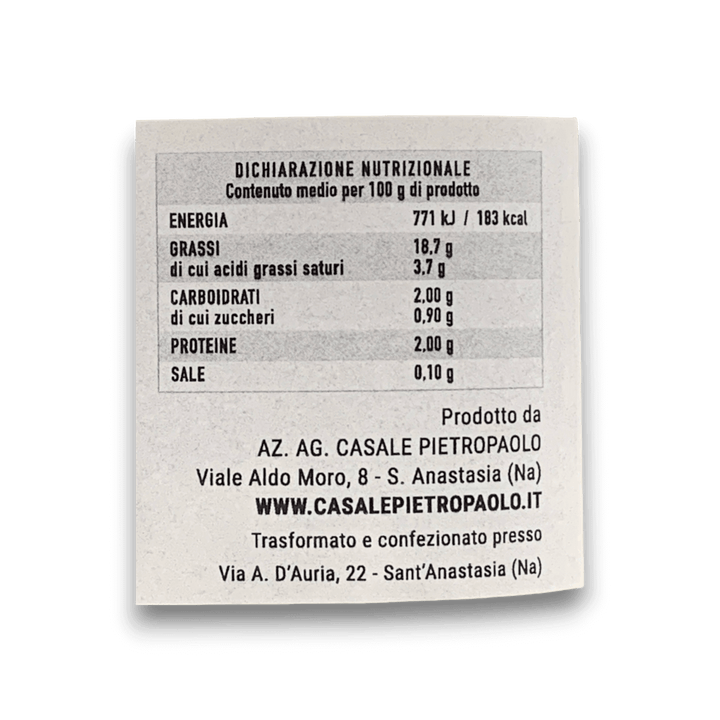 DICHIARAZIONE NUTRIZIONALE
Contenuto medio per 100 g di prodotto
ENERGIA 771 kJ / 183 kcal
GRASSI 18,7 g
di cui acidi grassi saturi 3,7 g
CARBOIDRATI 2,00 g
di cui zuccheri 0,90 g
PROTEINE 2,00 g
SALE 0,10 g
Prodotto da
AZ. AG. CASALE PIETROPAOLO
Viale Aldo Moro, 8 - S. Anastasia (Na)
WWW.CASALEPIETROPAOLO.IT
Trasformato e confezionato presso
Via A. D'Auria, 22 - Sant'Anastasia (Na)